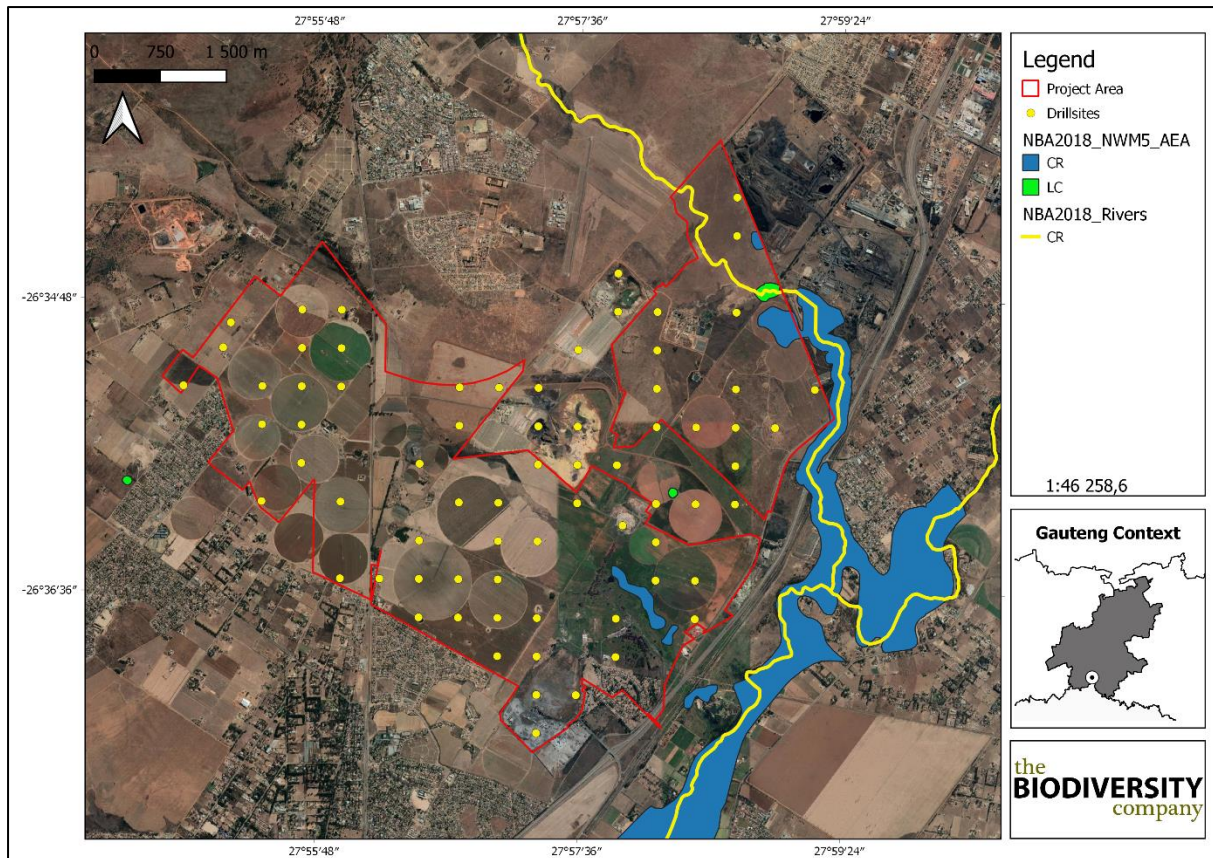 27°55′48″ 27°57′36″ 27°59′24″
0 750 1 500 m
-26°34′48″
-26°36′36″
27°55′48″ 27°57′36″ 27°59′24″
Legend
Project Area
Drillsites
NBA2018_NWM5_AEA
CR
LC
NBA2018_Rivers
CR
1:46 258,6
Gauteng Context
the
BIODIVERSITY
company